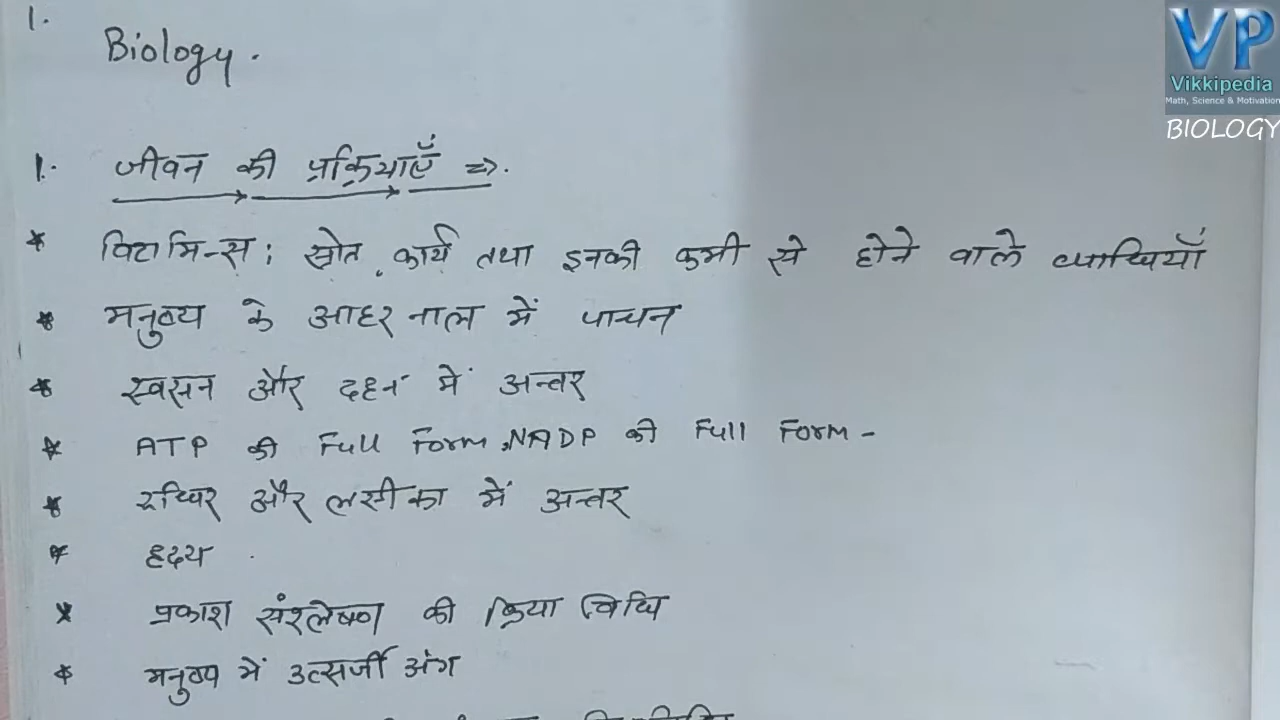 1.
Biology.
VP
Vikkipedia
Math, Science & Motivation
BIOLOGY
1. जीवन की प्रक्रियाएँ ⇒.
* विटामिन्स; स्रोत, कार्य तथा इनकी कमी से होने वाले व्याधियाँ
* मनुष्य के आहर नाल में पाचन
* स्वसन और दहन में अन्तर
* ATP की Full Form, NADP की Full Form -
* रूधिर और लसीका में अन्तर
* हृदय .
* प्रकाश संश्लेषण की क्रिया विधि
* मनुष्य में उत्सर्जी अंग